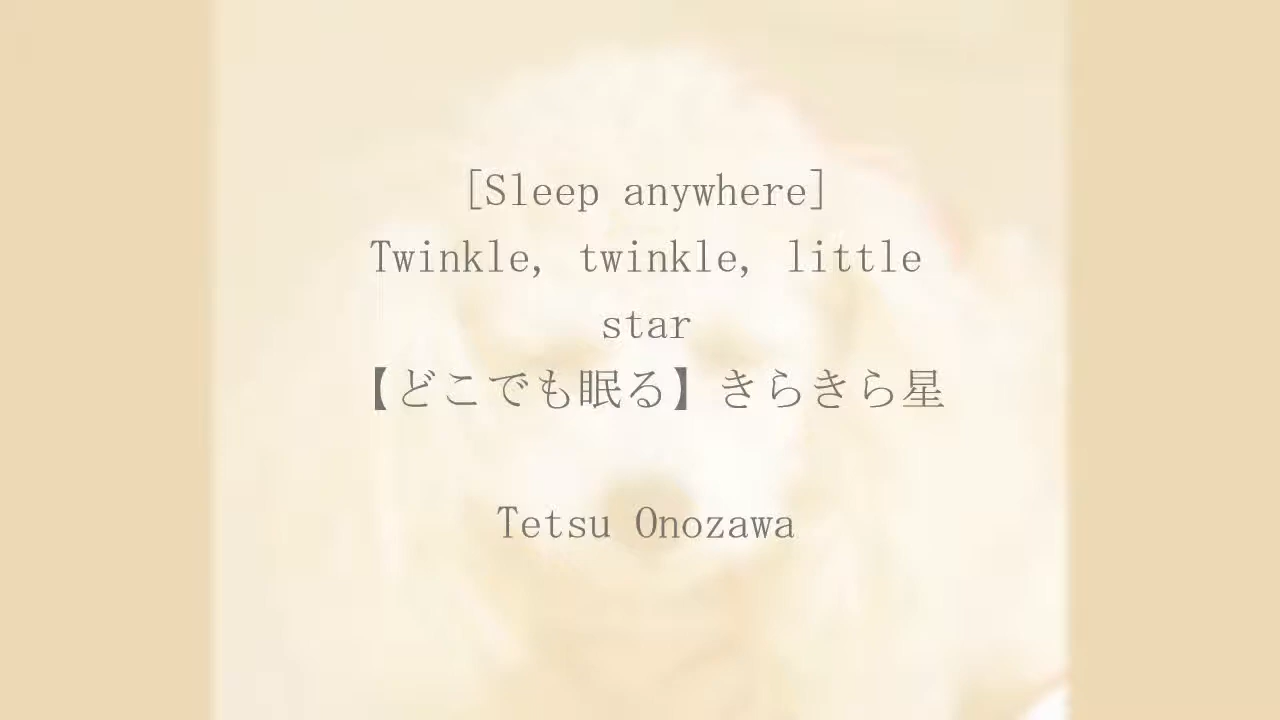 [Sleep anywhere]
Twinkle, twinkle, little
star
【どこでも眠る】きらきら星
Tetsu Onozawa